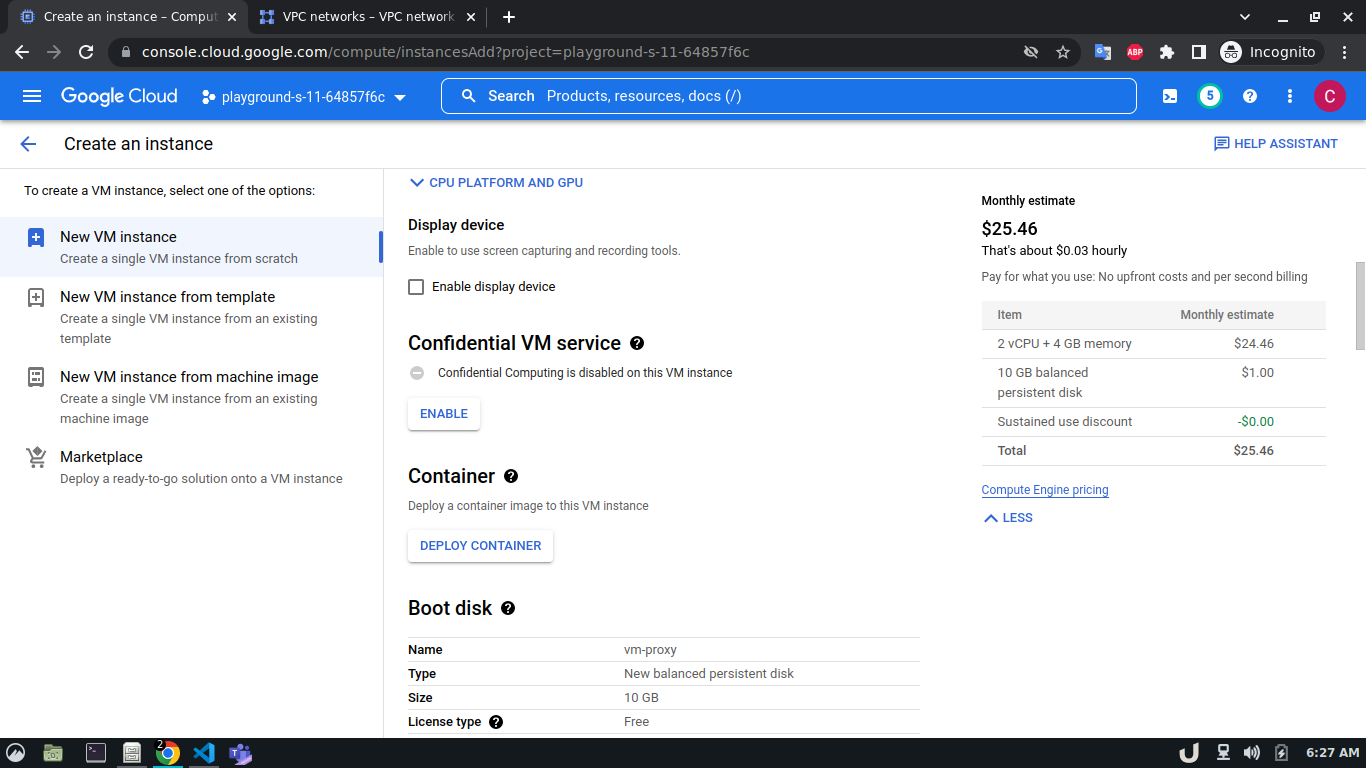 Create an instance – Comput
VPC networks – VPC network
console.cloud.google.com/compute/instancesAdd?project=playground-s-11-64857f6c
ABP
Incognito
Google Cloud
playground-s-11-64857f6c
Search Products, resources, docs (/)
5
C
Create an instance
HELP ASSISTANT
To create a VM instance, select one of the options:
New VM instance
Create a single VM instance from scratch
New VM instance from template
Create a single VM instance from an existing
template
New VM instance from machine image
Create a single VM instance from an existing
machine image
Marketplace
Deploy a ready-to-go solution onto a VM instance
CPU PLATFORM AND GPU
Display device
Enable to use screen capturing and recording tools.
Enable display device
Confidential VM service
Confidential Computing is disabled on this VM instance
ENABLE
Container
Deploy a container image to this VM instance
DEPLOY CONTAINER
Boot disk
Name vm-proxy
Type New balanced persistent disk
Size 10 GB
License type Free
Monthly estimate
$25.46
That's about $0.03 hourly
Pay for what you use: No upfront costs and per second billing
Item Monthly estimate
2 vCPU + 4 GB memory $24.46
10 GB balanced $1.00
persistent disk
Sustained use discount -$0.00
Total $25.46
Compute Engine pricing
LESS
2
6:27 AM